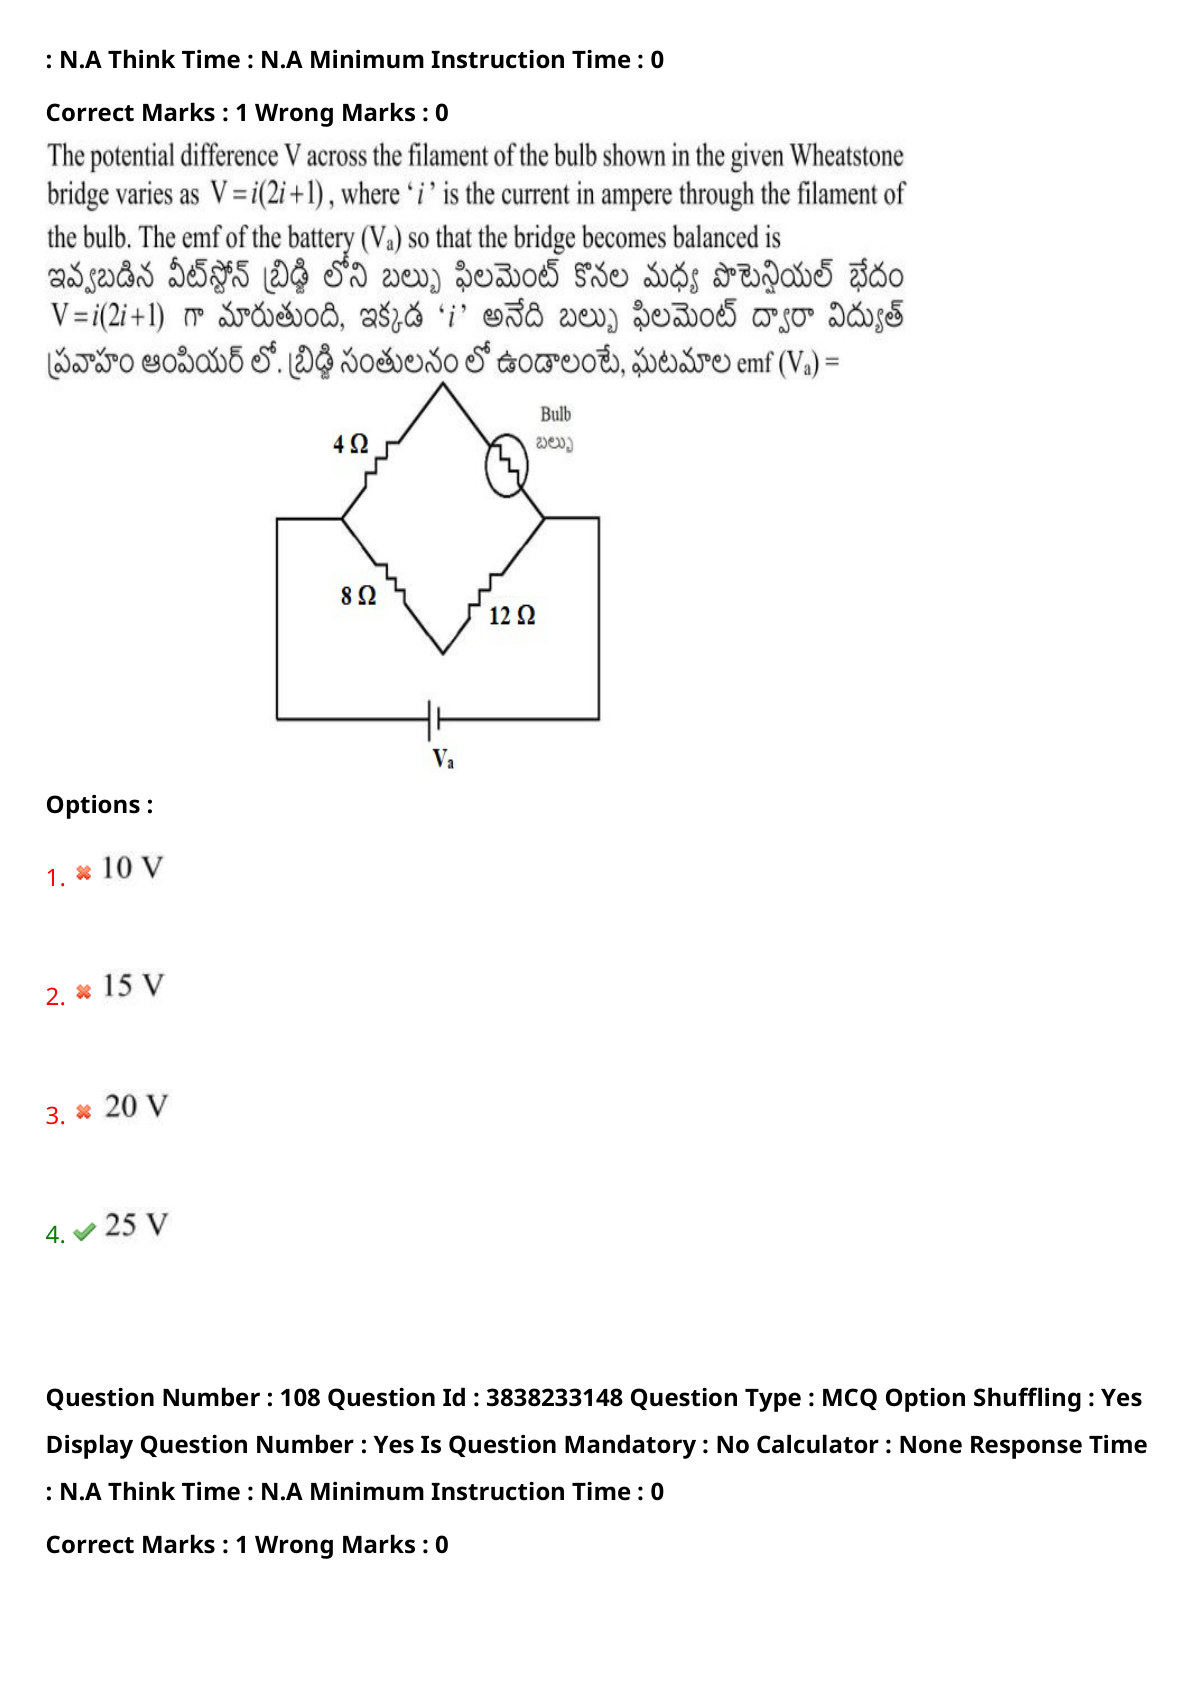 : N.A Think Time : N.A Minimum Instruction Time : 0
Correct Marks : 1 Wrong Marks : 0
The potential difference V across the filament of the bulb shown in the given Wheatstone
bridge varies as V=i(2i+1), where ‘i’ is the current in ampere through the filament of
the bulb. The emf of the battery (Vₐ) so that the bridge becomes balanced is
ఇవ్వబడిన వీట్‌స్టోన్ బ్రిడ్జి లోని బల్బు ఫిలమెంట్ కొనల మధ్య పొటెన్షియల్ భేదం
V=i(2i+1) గా మారుతుంది, ఇక్కడ ‘i’ అనేది బల్బు ఫిలమెంట్ ద్వారా విద్యుత్
ప్రవాహం ఆంపియర్ లో. బ్రిడ్జి సంతులనం లో ఉండాలంటే, ఘటమాల emf (Vₐ) =
Bulb
బల్బు
4 Ω
8 Ω
12 Ω
Vₐ
Options :
1. 10 V
2. 15 V
3. 20 V
4. 25 V
Question Number : 108 Question Id : 3838233148 Question Type : MCQ Option Shuffling : Yes
Display Question Number : Yes Is Question Mandatory : No Calculator : None Response Time
: N.A Think Time : N.A Minimum Instruction Time : 0
Correct Marks : 1 Wrong Marks : 0